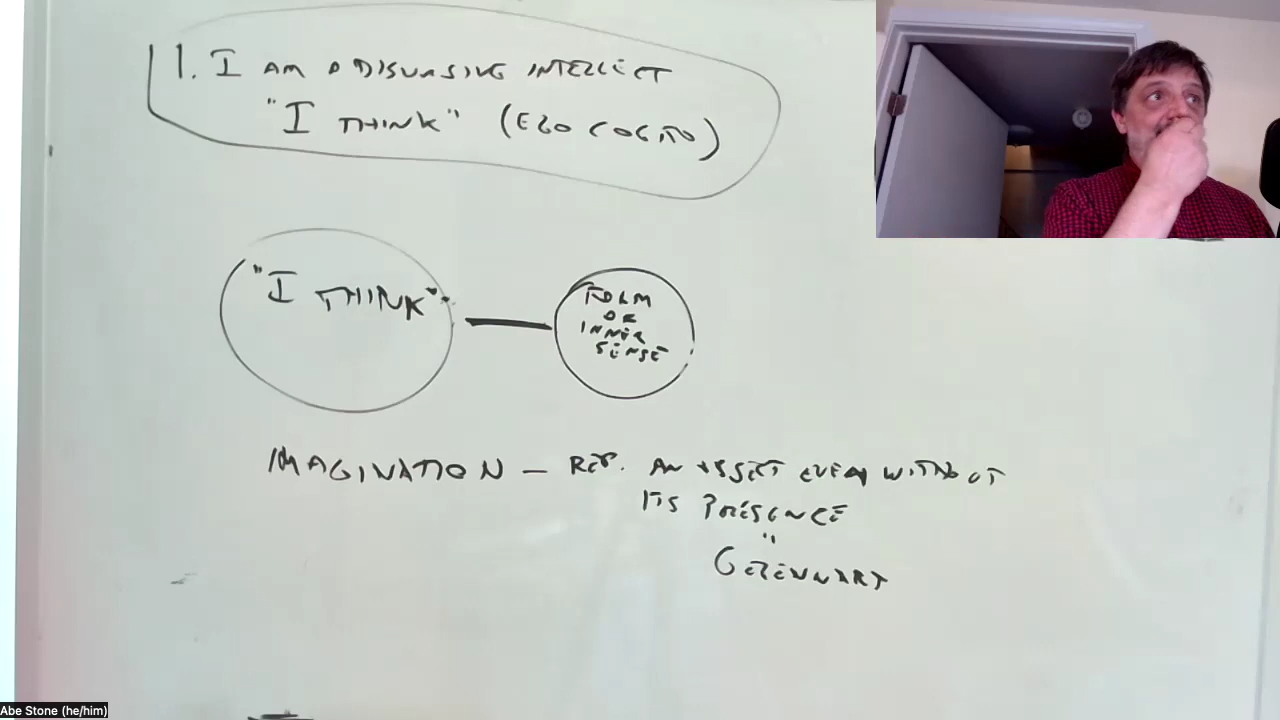 1. I AM A DISCURSIVE INTELLECT
"I THINK" (EGO COGITO)
"I THINK"
FORM
OF
INNER
SENSE
IMAGINATION – REP. AN OBJECT EVEN WITHOUT
ITS PRESENCE
"
GEGENWART
Abe Stone (he/him)